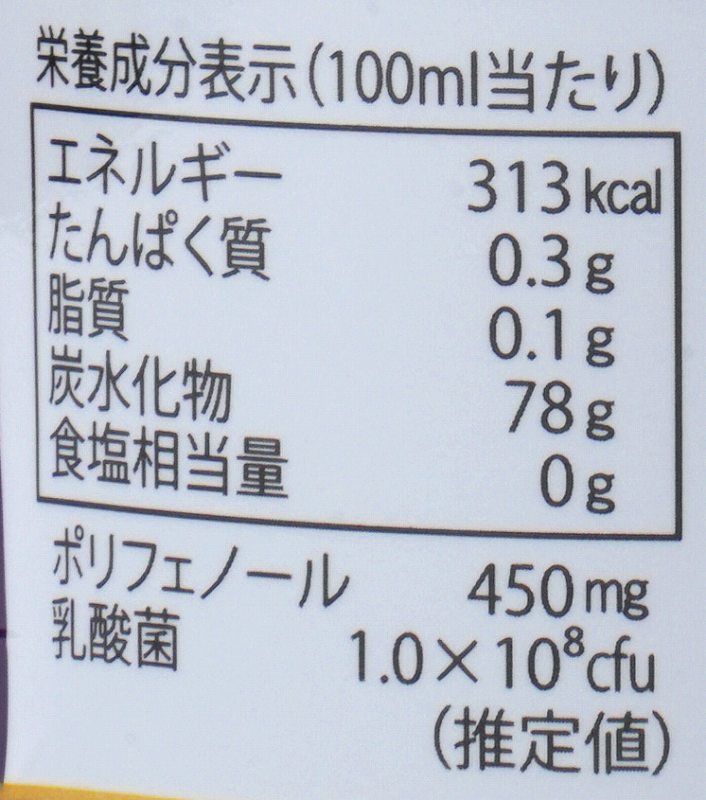 栄養成分表示(100ml当たり)
エネルギー 313kcal
たんぱく質 0.3g
脂質 0.1g
炭水化物 78g
食塩相当量 0g
ポリフェノール 450mg
乳酸菌 1.0×10⁸cfu
(推定値)